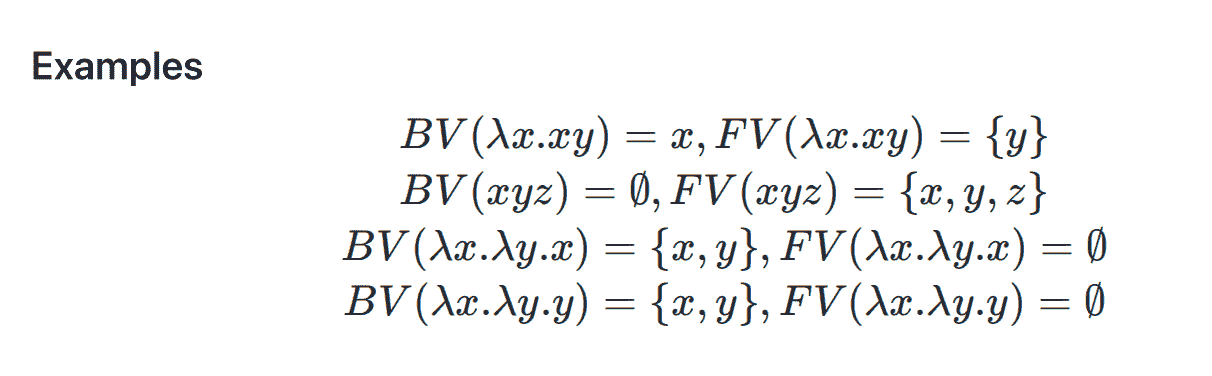 Examples
BV(λx.xy) = x, FV(λx.xy) = {y}
BV(xyz) = ∅, FV(xyz) = {x, y, z}
BV(λx.λy.x) = {x, y}, FV(λx.λy.x) = ∅
BV(λx.λy.y) = {x, y}, FV(λx.λy.y) = ∅